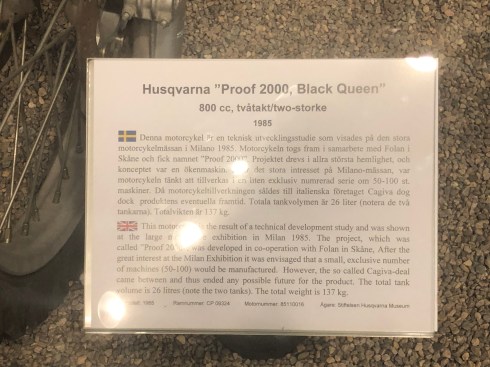 Husqvarna "Proof 2000, Black Queen"
800 cc, tvåtakt/two-storke
1985
Denna motorcykel är en teknisk utvecklingsstudie som visades på den stora
motorcykelmässan i Milano 1985. Motorcykeln togs fram i samarbete med Folan i
Skåne och fick namnet "Proof 2000". Projektet drevs i allra största hemlighet, och
konceptet var en ökenmaskin. det stora intresset på Milano-mässan, var
motorcykeln tänkt att tillverkas i en liten exklusiv numrerad serie om 50-100 st.
maskiner. Då motorcykeltillverkningen såldes till italienska företaget Cagiva dog
dock produktens eventuella framtid. Totala tankvolymen är 26 liter (notera de två
tankarna). Totalvikten är 137 kg.
This motor is the result of a technical development study and was shown
at the large exhibition in Milan 1985. The project, which was
called "Proof was developed in co-operation with Folan in Skåne, After the
great interest at the Milan Exhibition it was envisaged that a small, exclusive number
of machines (50-100) would be manufactured. However, the so called Cagiva-deal
came between and thus ended any possible future for the product. The total tank
volume is 26 litres (note the two tanks). The total weight is 137 kg.
1985 Ramnummer: CP 06324 Motornummer: Ägare: Stiftelsen Husqvarna Museum